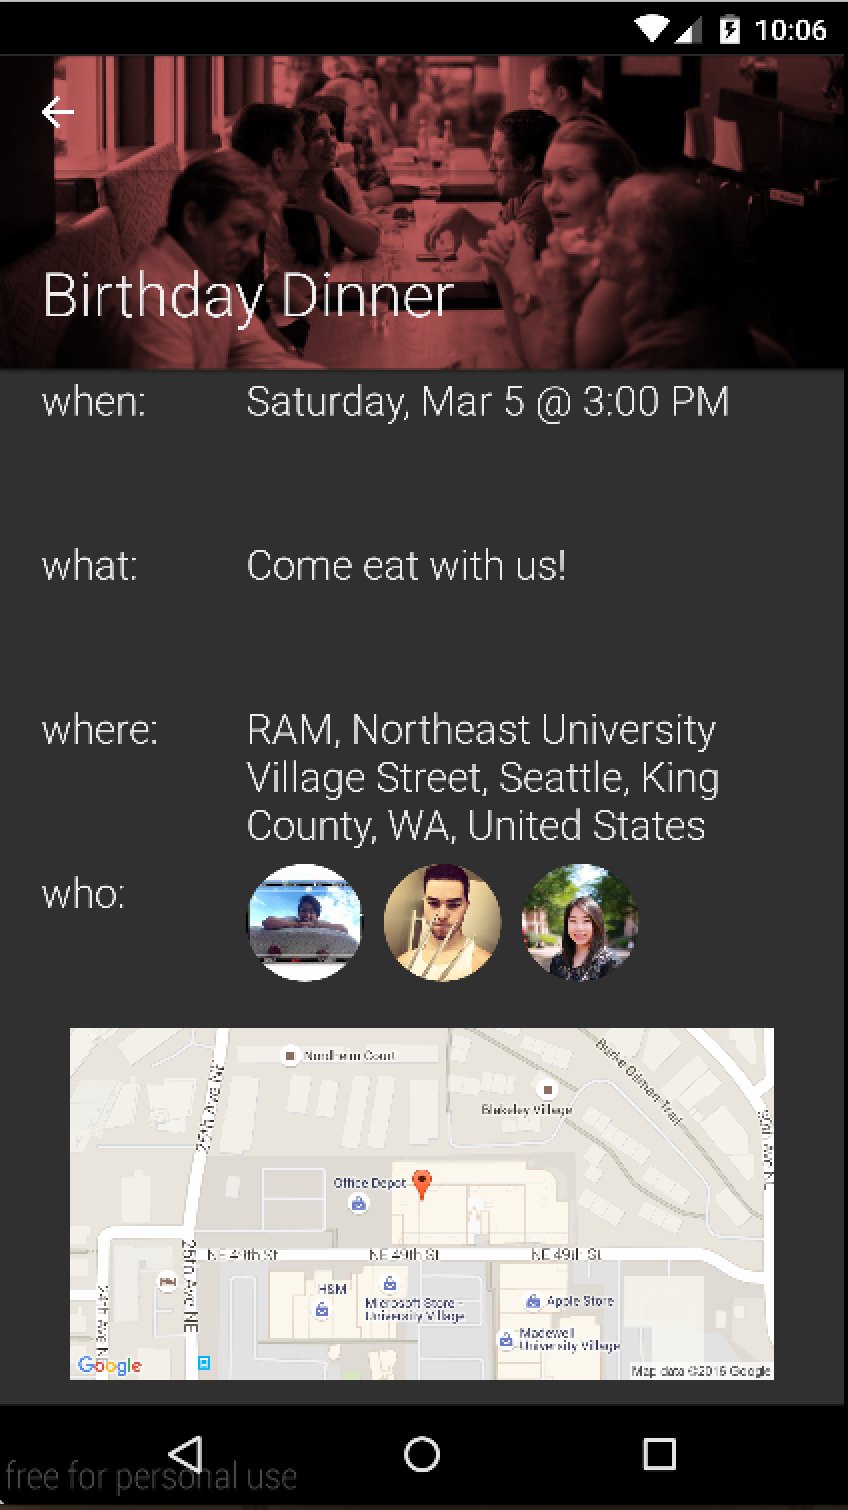 10:06
Birthday Dinner
when: Saturday, Mar 5 @ 3:00 PM
what: Come eat with us!
where: RAM, Northeast University
Village Street, Seattle, King
County, WA, United States
who:
Nordheim Court
25th Ave NE
Burke Gilman Trail
Blakeley Village
30th Ave NE
Office Depot
NE 49th St NE 49th St NE 49th St
25th Ave NE
24th Ave NE
H&M
Microsoft Store -
University Village
Apple Store
Madewell
University Village
Google
Map data ©2016 Google
free for personal use